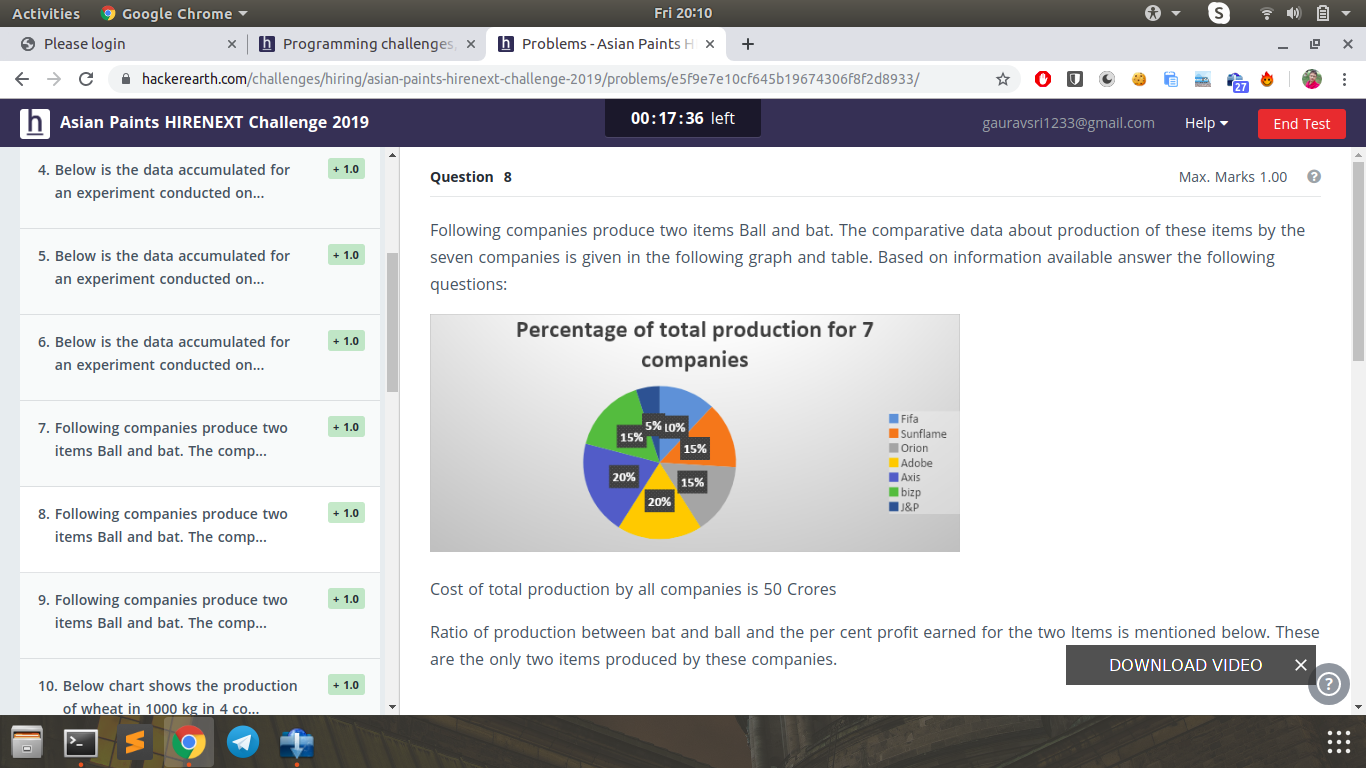 Activities Google Chrome Fri 20:10 S
Please login × h Programming challenges, × h Problems - Asian Paints H × +
hackerearth.com/challenges/hiring/asian-paints-hirenext-challenge-2019/problems/e5f9e7e10cf645b19674306f8f2d8933/ 27
h Asian Paints HIRENEXT Challenge 2019 00:17:36 left gauravsri1233@gmail.com Help End Test
4. Below is the data accumulated for + 1.0
an experiment conducted on...
5. Below is the data accumulated for + 1.0
an experiment conducted on...
6. Below is the data accumulated for + 1.0
an experiment conducted on...
7. Following companies produce two + 1.0
items Ball and bat. The comp...
8. Following companies produce two + 1.0
items Ball and bat. The comp...
9. Following companies produce two + 1.0
items Ball and bat. The comp...
10. Below chart shows the production + 1.0
of wheat in 1000 kg in 4 co...
Question 8 Max. Marks 1.00 ?
Following companies produce two items Ball and bat. The comparative data about production of these items by the
seven companies is given in the following graph and table. Based on information available answer the following
questions:
Percentage of total production for 7
companies
5% 10%
15% 15%
20% 15%
20%
Fifa
Sunflame
Orion
Adobe
Axis
bizp
J&P
Cost of total production by all companies is 50 Crores
Ratio of production between bat and ball and the per cent profit earned for the two Items is mentioned below. These
are the only two items produced by these companies.
DOWNLOAD VIDEO ×
?